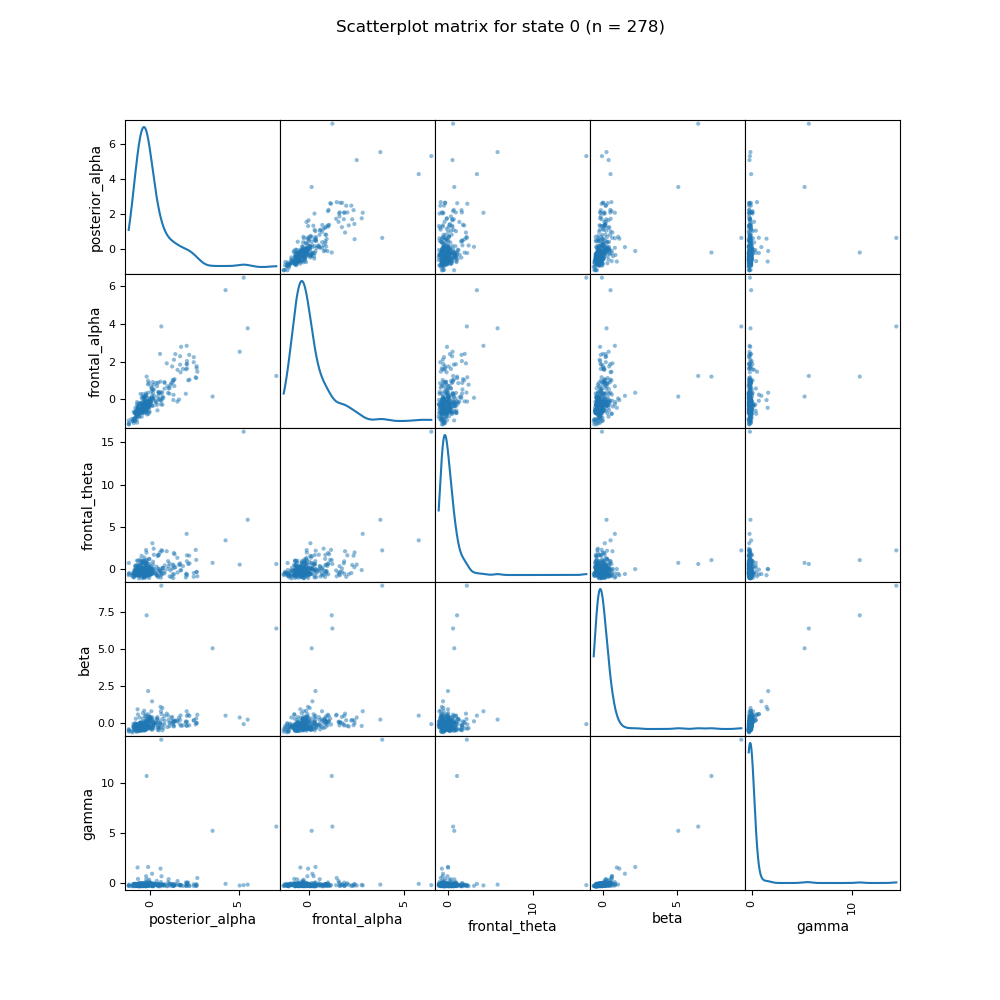 Scatterplot matrix for state 0 (n = 278)
posterior_alpha
6
4
2
0
frontal_alpha
6
4
2
0
frontal_theta
15
10
5
0
beta
7.5
5.0
2.5
0.0
gamma
10
5
0
0 5 0 5 0 10 0 5 0 10
posterior_alpha frontal_alpha frontal_theta beta gamma